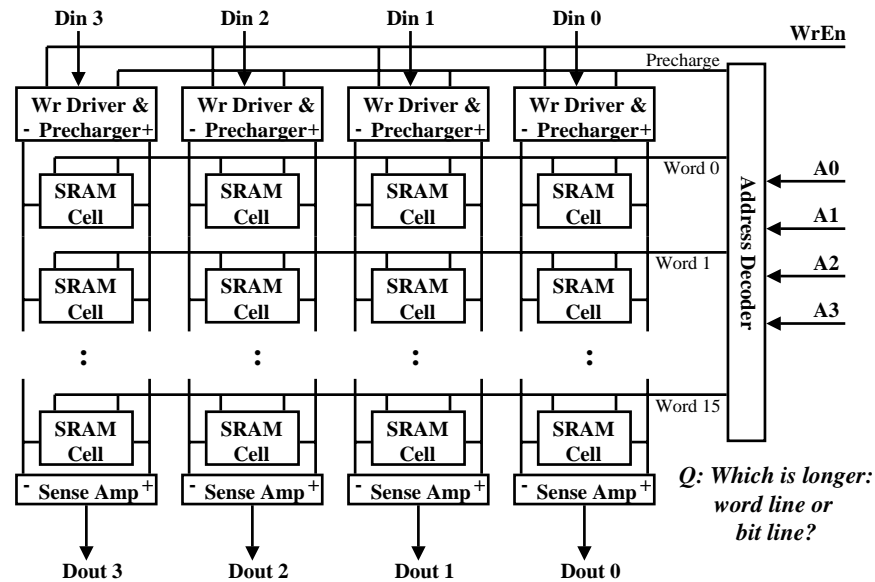 Din 3 Din 2 Din 1 Din 0
WrEn
Precharge
Wr Driver & Wr Driver & Wr Driver & Wr Driver &
- Precharger+ - Precharger+ - Precharger+ - Precharger+
Word 0
SRAM SRAM SRAM SRAM
Cell Cell Cell Cell
A0
Address Decoder
A1
Word 1
SRAM SRAM SRAM SRAM
Cell Cell Cell Cell
A2
A3
: : : :
Word 15
SRAM SRAM SRAM SRAM
Cell Cell Cell Cell
- Sense Amp + - Sense Amp + - Sense Amp + - Sense Amp +
Q: Which is longer:
word line or
bit line?
Dout 3 Dout 2 Dout 1 Dout 0